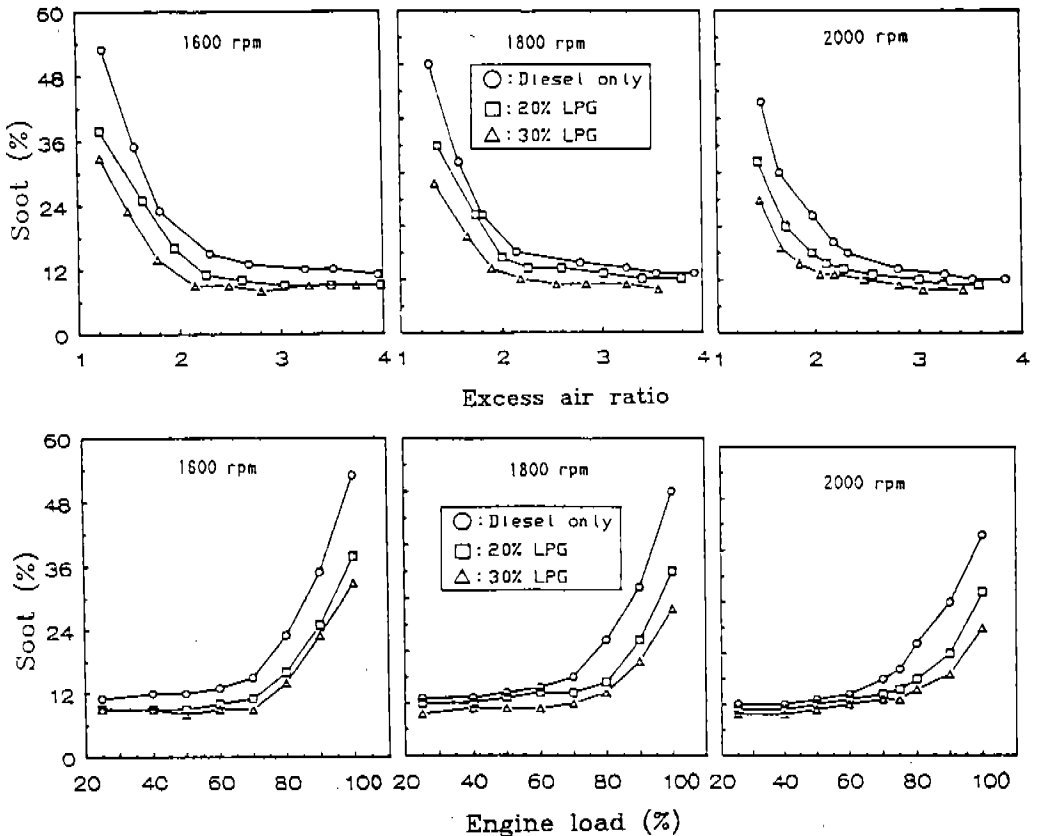 60
48
36
24
12
0
Soot (%)
1600 rpm
1800 rpm
2000 rpm
○: Diesel only
□: 20% LPG
△: 30% LPG
1 2 3 4
1 2 3 4
1 2 3 4
Excess air ratio
60
48
36
24
12
0
Soot (%)
1600 rpm
1800 rpm
2000 rpm
○: Diesel only
□: 20% LPG
△: 30% LPG
20 40 60 80 100
20 40 60 80 100
20 40 60 80 100
Engine load (%)